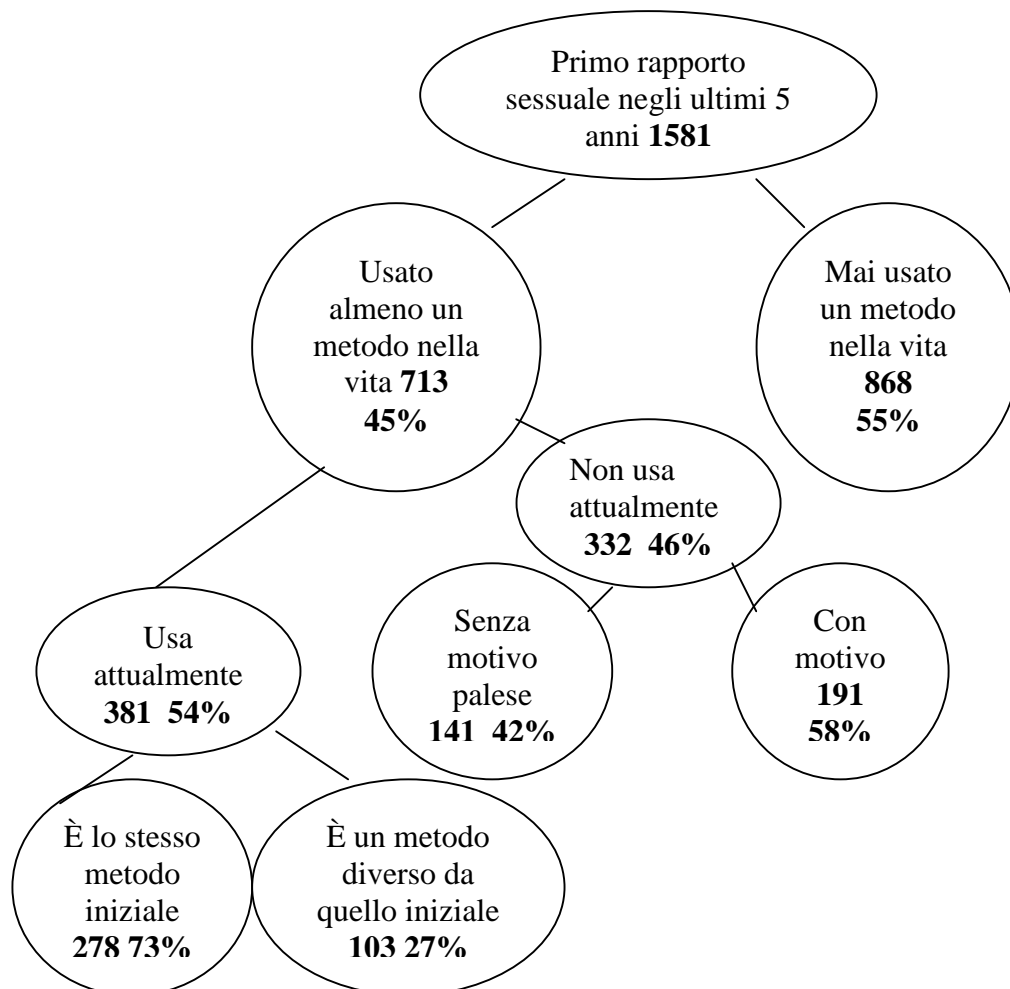 Primo rapporto
sessuale negli ultimi 5
anni 1581
Usato
almeno un
metodo nella
vita 713
45%
Mai usato
un metodo
nella vita
868
55%
Non usa
attualmente
332 46%
Usa
attualmente
381 54%
Senza
motivo
palese
141 42%
Con
motivo
191
58%
È lo stesso
metodo
iniziale
278 73%
È un metodo
diverso da
quello iniziale
103 27%